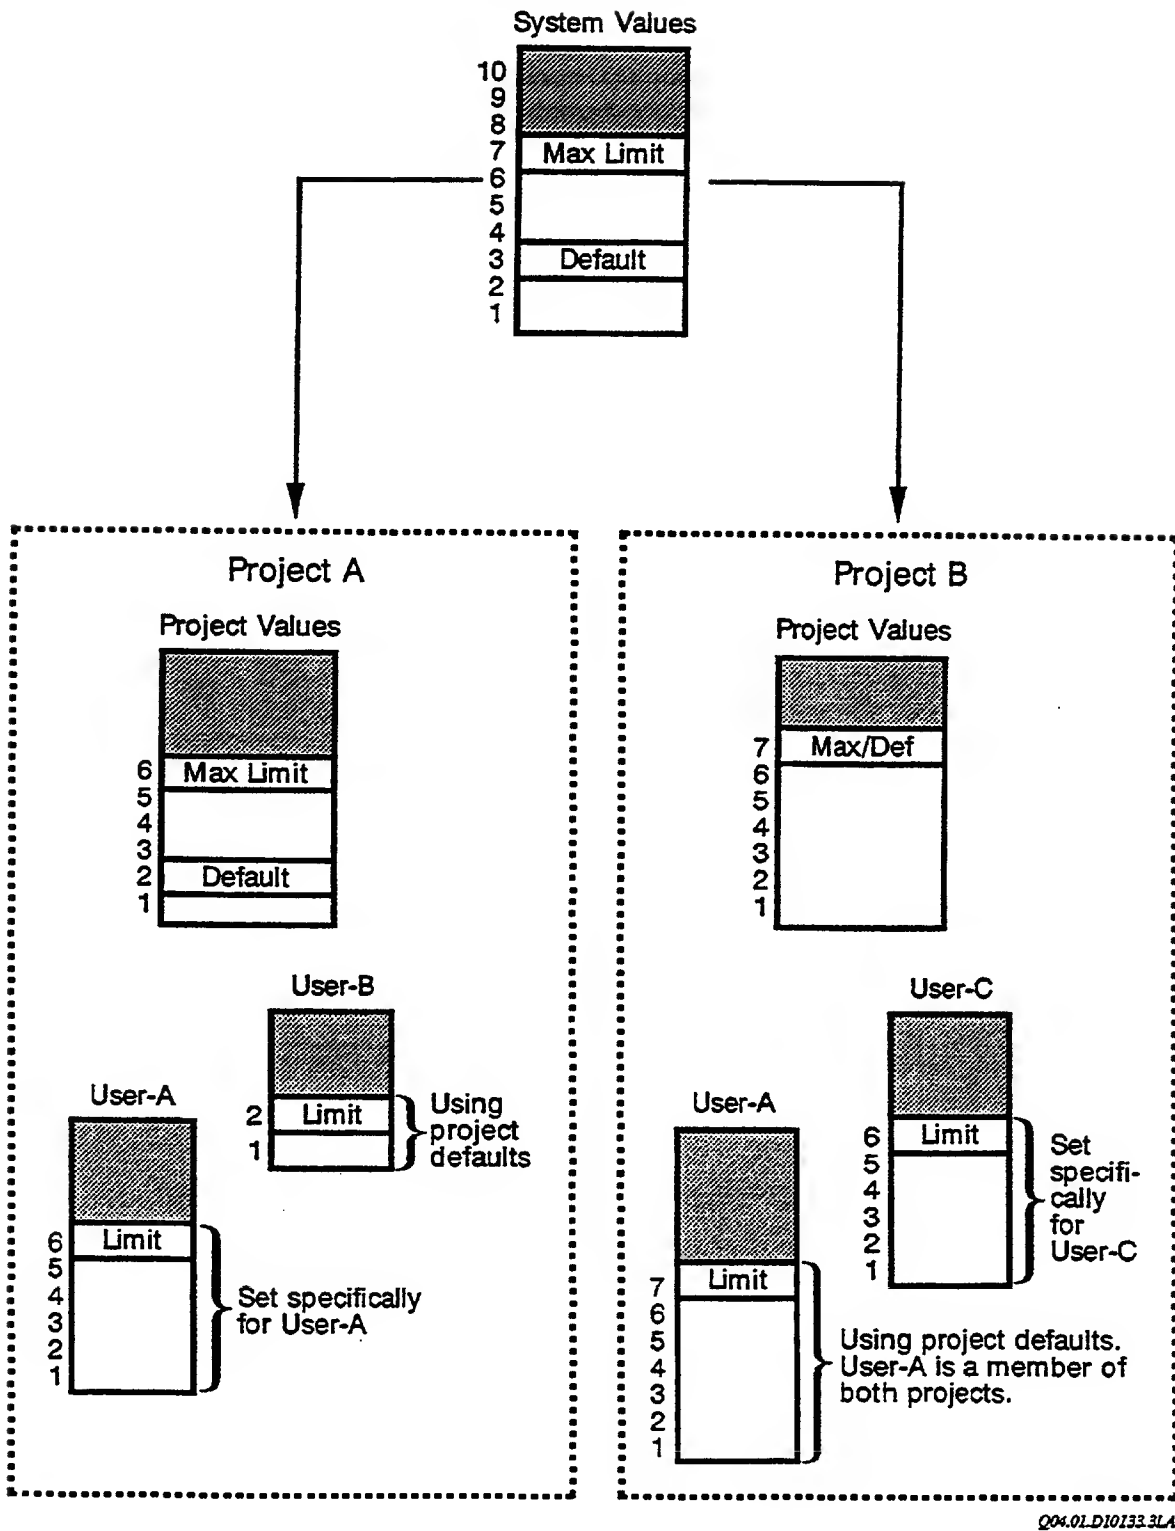 System Values
10
9
8
7 Max Limit
6
5
4
3 Default
2
1
Project A
Project Values
6 Max Limit
5
4
3
2 Default
1
User-B
2 Limit
1
Using
project
defaults
User-A
6 Limit
5
4
3
2
1
Set specifically
for User-A
Project B
Project Values
7 Max/Def
6
5
4
3
2
1
User-C
6 Limit
5
4
3
2
1
Set
specifi-
cally
for
User-C
User-A
7 Limit
6
5
4
3
2
1
Using project defaults.
User-A is a member of
both projects.
Q04.01.D10133.3LA